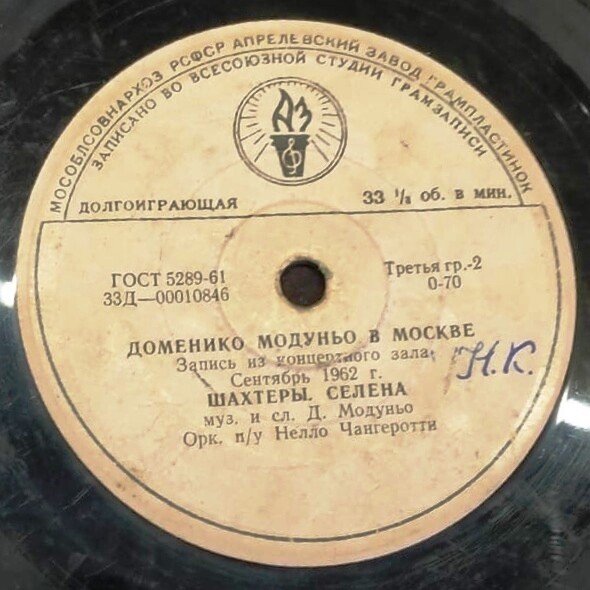 МОСОБЛСОВНАРХОЗ РСФСР АПРЕЛЕВСКИЙ ЗАВОД ГРАМПЛАСТИНОК
ЗАПИСАНО ВО ВСЕСОЮЗНОЙ СТУДИИ ГРАМЗАПИСИ
АЗ
ДОЛГОИГРАЮЩАЯ 33 ⅓ об. в мин.
ГОСТ 5289-61 Третья гр.-2
33Д—00010846 0-70
ДОМЕНИКО МОДУНЬО В МОСКВЕ
Запись из концертного зала
Сентябрь 1962 г.
Н.К.
ШАХТЕРЫ. СЕЛЕНА
муз. и сл. Д. Модуньо
Орк. п/у Нелло Чангеротти